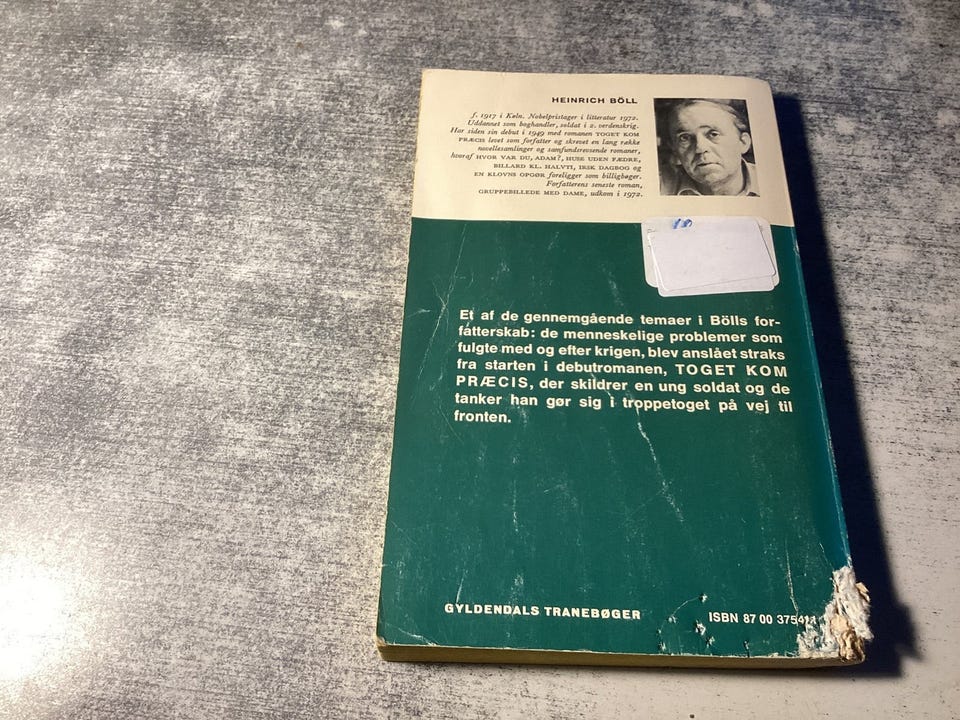 HEINRICH BÖLL
f. 1917 i Køln. Nobelpristager i litteratur 1972.
Uddannet som boghandler, soldat i 2. verdenskrig.
Har siden sin debut i 1949 med romanen TOGET KOM
PRÆCIS levet som forfatter og skrevet en lang række
novellesamlinger og samfundsrevsende romaner,
hvoraf HVOR VAR DU, ADAM?, HUSE UDEN FÆDRE,
BILLARD KL. HALVTI, IRSK DAGBOG og
EN KLOVNS OPGØR foreligger som billigbøger.
Forfatterens seneste roman,
GRUPPEBILLEDE MED DAME, udkom i 1972.
Et af de gennemgående temaer i Bölls for-
fatterskab: de menneskelige problemer som
fulgte med og efter krigen, blev anslået straks
fra starten i debutromanen, TOGET KOM
PRÆCIS, der skildrer en ung soldat og de
tanker han gør sig i troppetoget på vej til
fronten.
GYLDENDALS TRANEBØGER
ISBN 87 00 3754